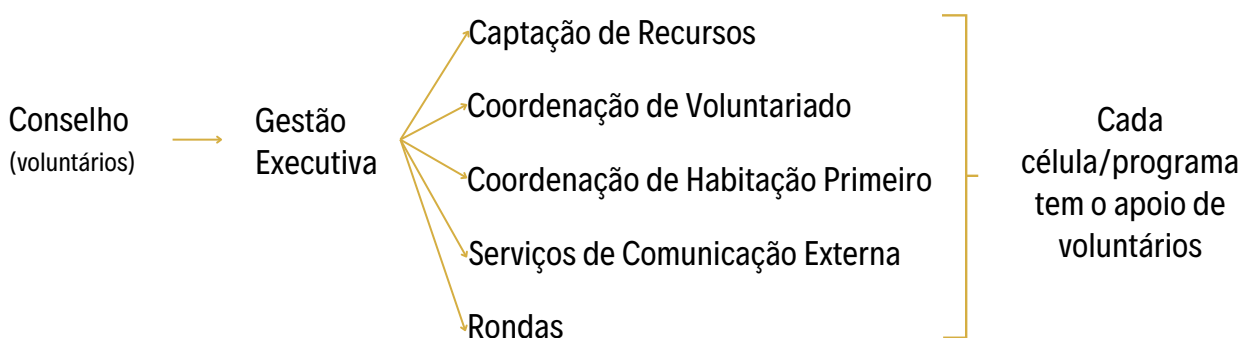 Conselho
(voluntários)
Gestão
Executiva
Captação de Recursos
Coordenação de Voluntariado
Coordenação de Habitação Primeiro
Serviços de Comunicação Externa
Rondas
Cada
célula/programa
tem o apoio de
voluntários